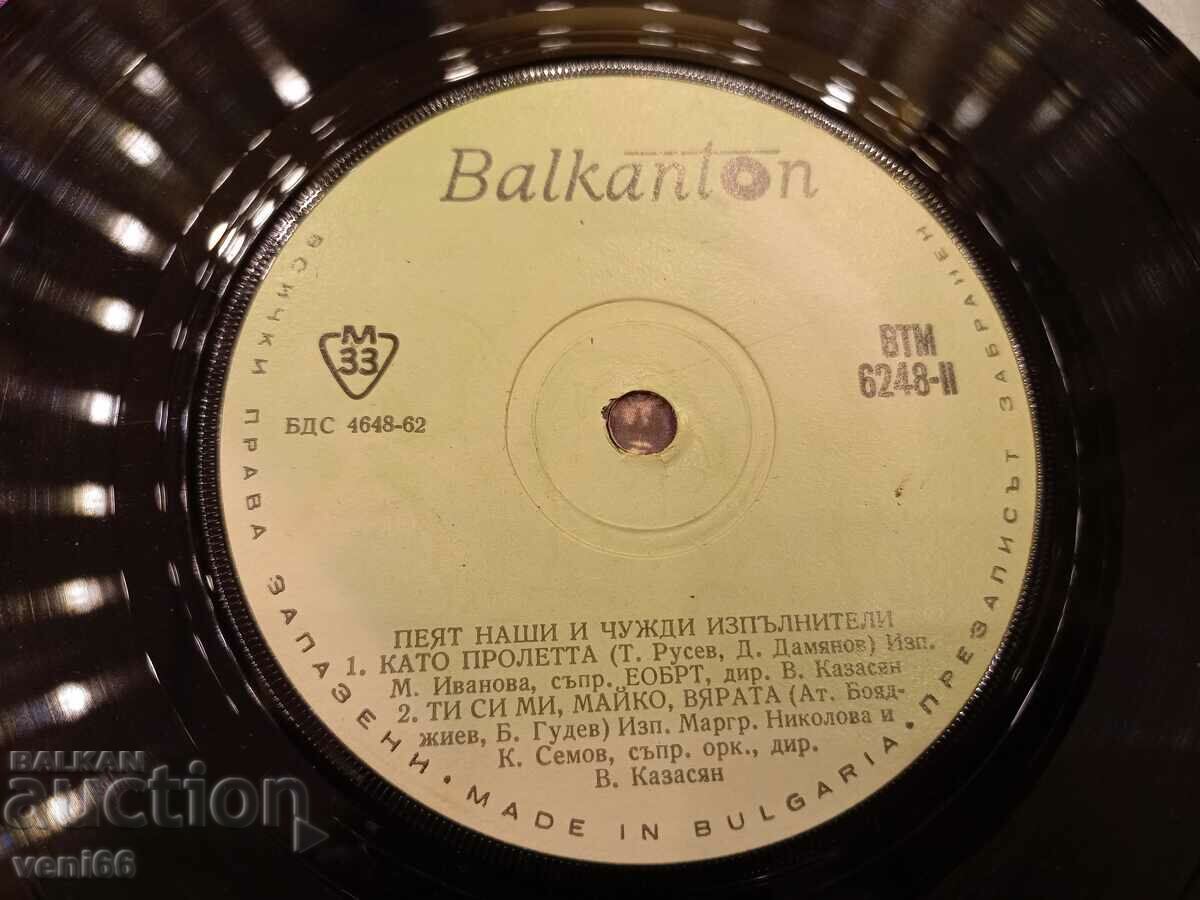 Balkanton
М
33
БДС 4648-62
ВТМ
6248-II
ПЕЯТ НАШИ И ЧУЖДИ ИЗПЪЛНИТЕЛИ
1. КАТО ПРОЛЕТТА (Т. Русев, Д. Дамянов) Изп.
М. Иванова, съпр. ЕОБРТ, дир. В. Казасян
2. ТИ СИ МИ, МАЙКО, ВЯРАТА (Ат. Бояд-
жиев, Б. Гудев) Изп. Маргр. Николова и
К. Семов, съпр. орк., дир.
В. Казасян
ВСИЧКИ ПРАВА ЗАПАЗЕНИ • MADE IN BULGARIA • ПРЕЗАПИСЪТ ЗАБРАНЕН
BALKAN
auction
veni66